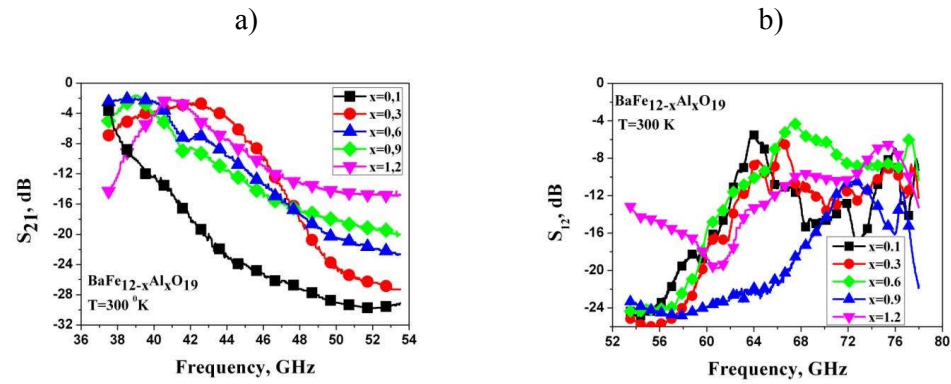 a)
b)
0
-4
-8
-12
-16
-20
-24
-28
-32
S21, dB
x=0,1
x=0,3
x=0,6
x=0,9
x=1,2
BaFe12-xAlxO19
T=300 ⁰K
36 38 40 42 44 46 48 50 52 54
Frequency, GHz
0
-4
-8
-12
-16
-20
-24
S12, dB
BaFe12-xAlxO19
T=300 K
x=0.1
x=0.3
x=0.6
x=0.9
x=1.2
52 56 60 64 68 72 76 80
Frequency, GHz